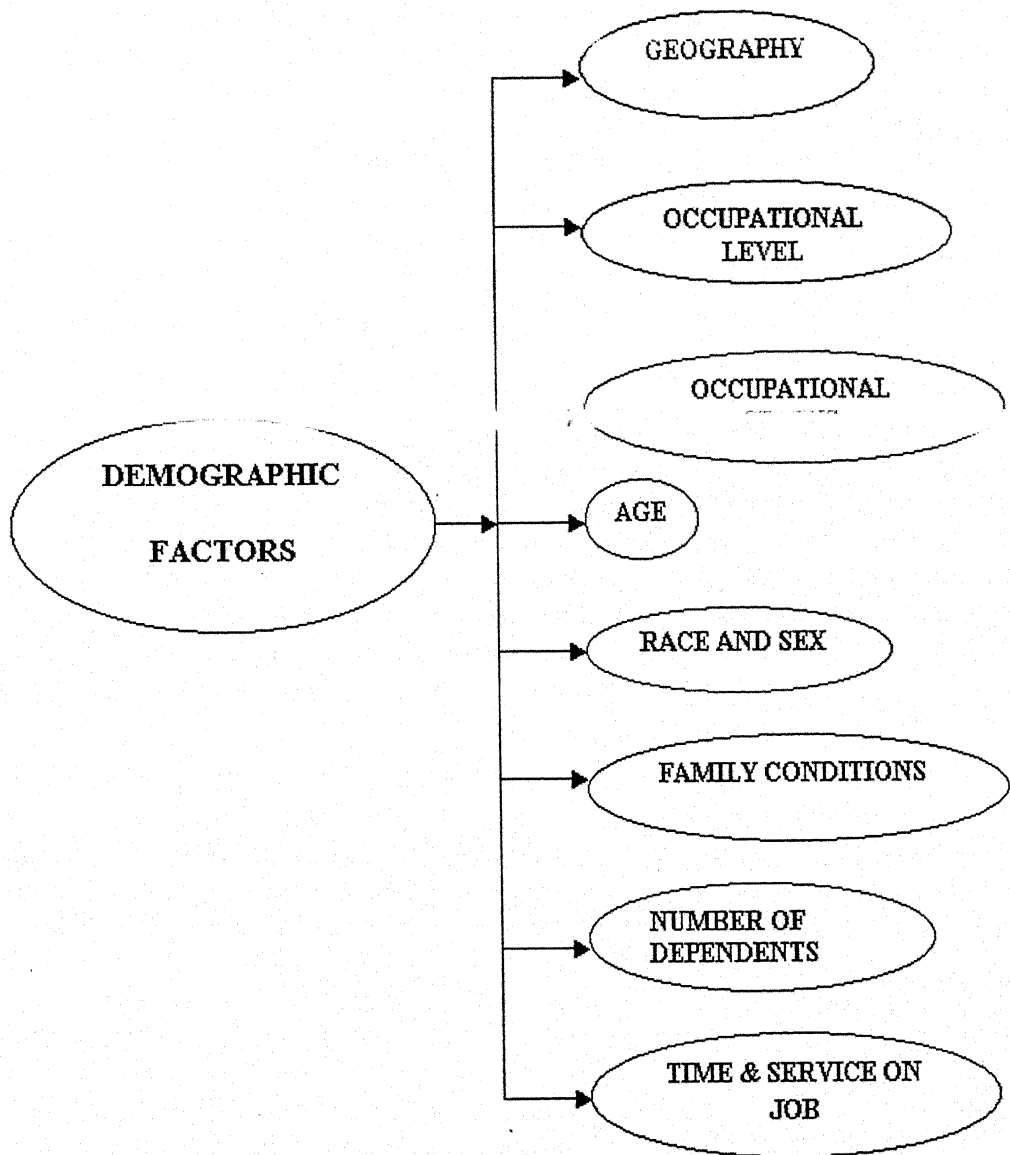 GEOGRAPHY
OCCUPATIONAL
LEVEL
OCCUPATIONAL
DEMOGRAPHIC
FACTORS
AGE
RACE AND SEX
FAMILY CONDITIONS
NUMBER OF
DEPENDENTS
TIME & SERVICE ON
JOB